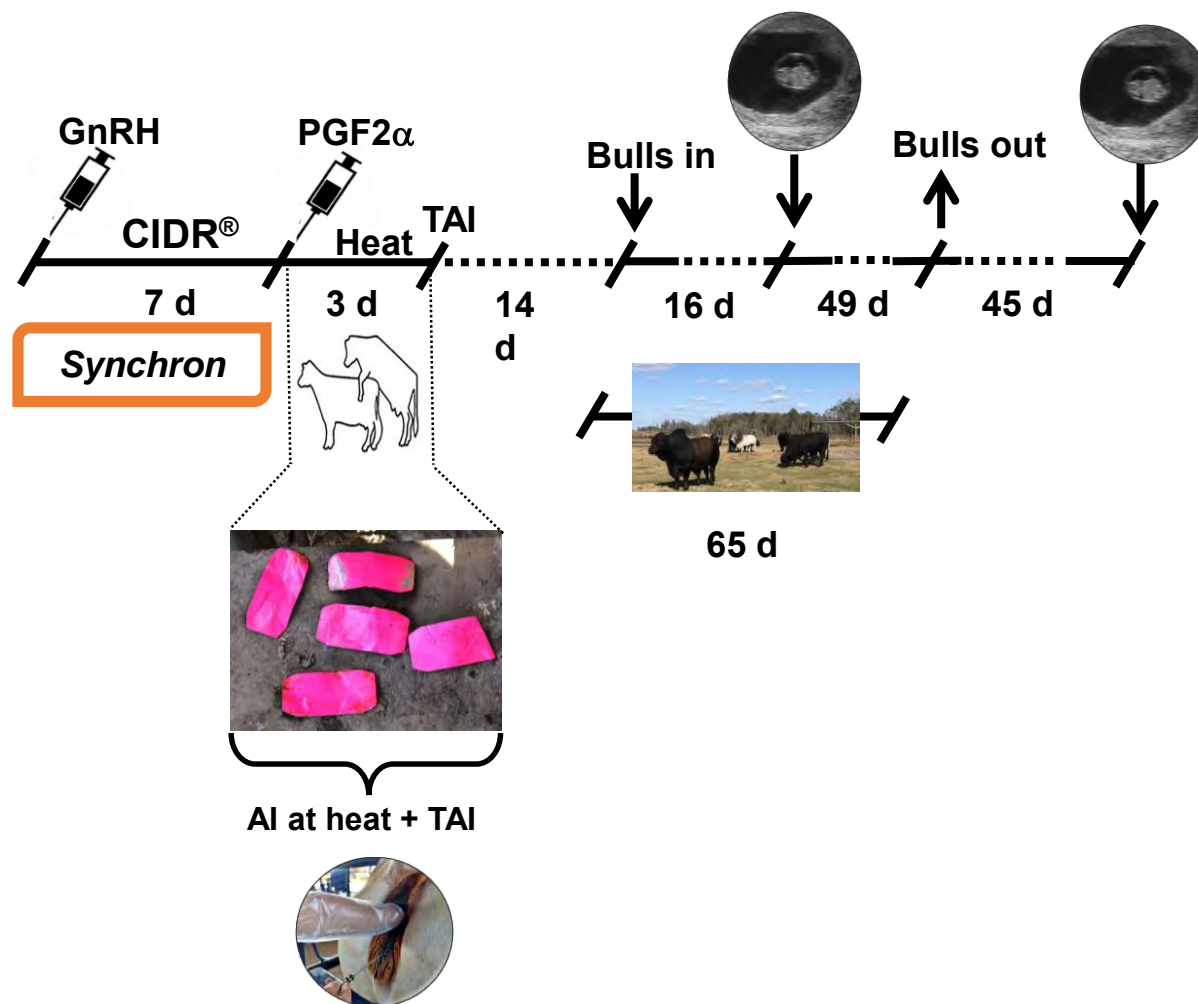 GnRH
PGF2α
Bulls in
Bulls out
CIDR®
Heat
TAI
7 d
3 d
14
d
16 d
49 d
45 d
Synchron
65 d
AI at heat + TAI